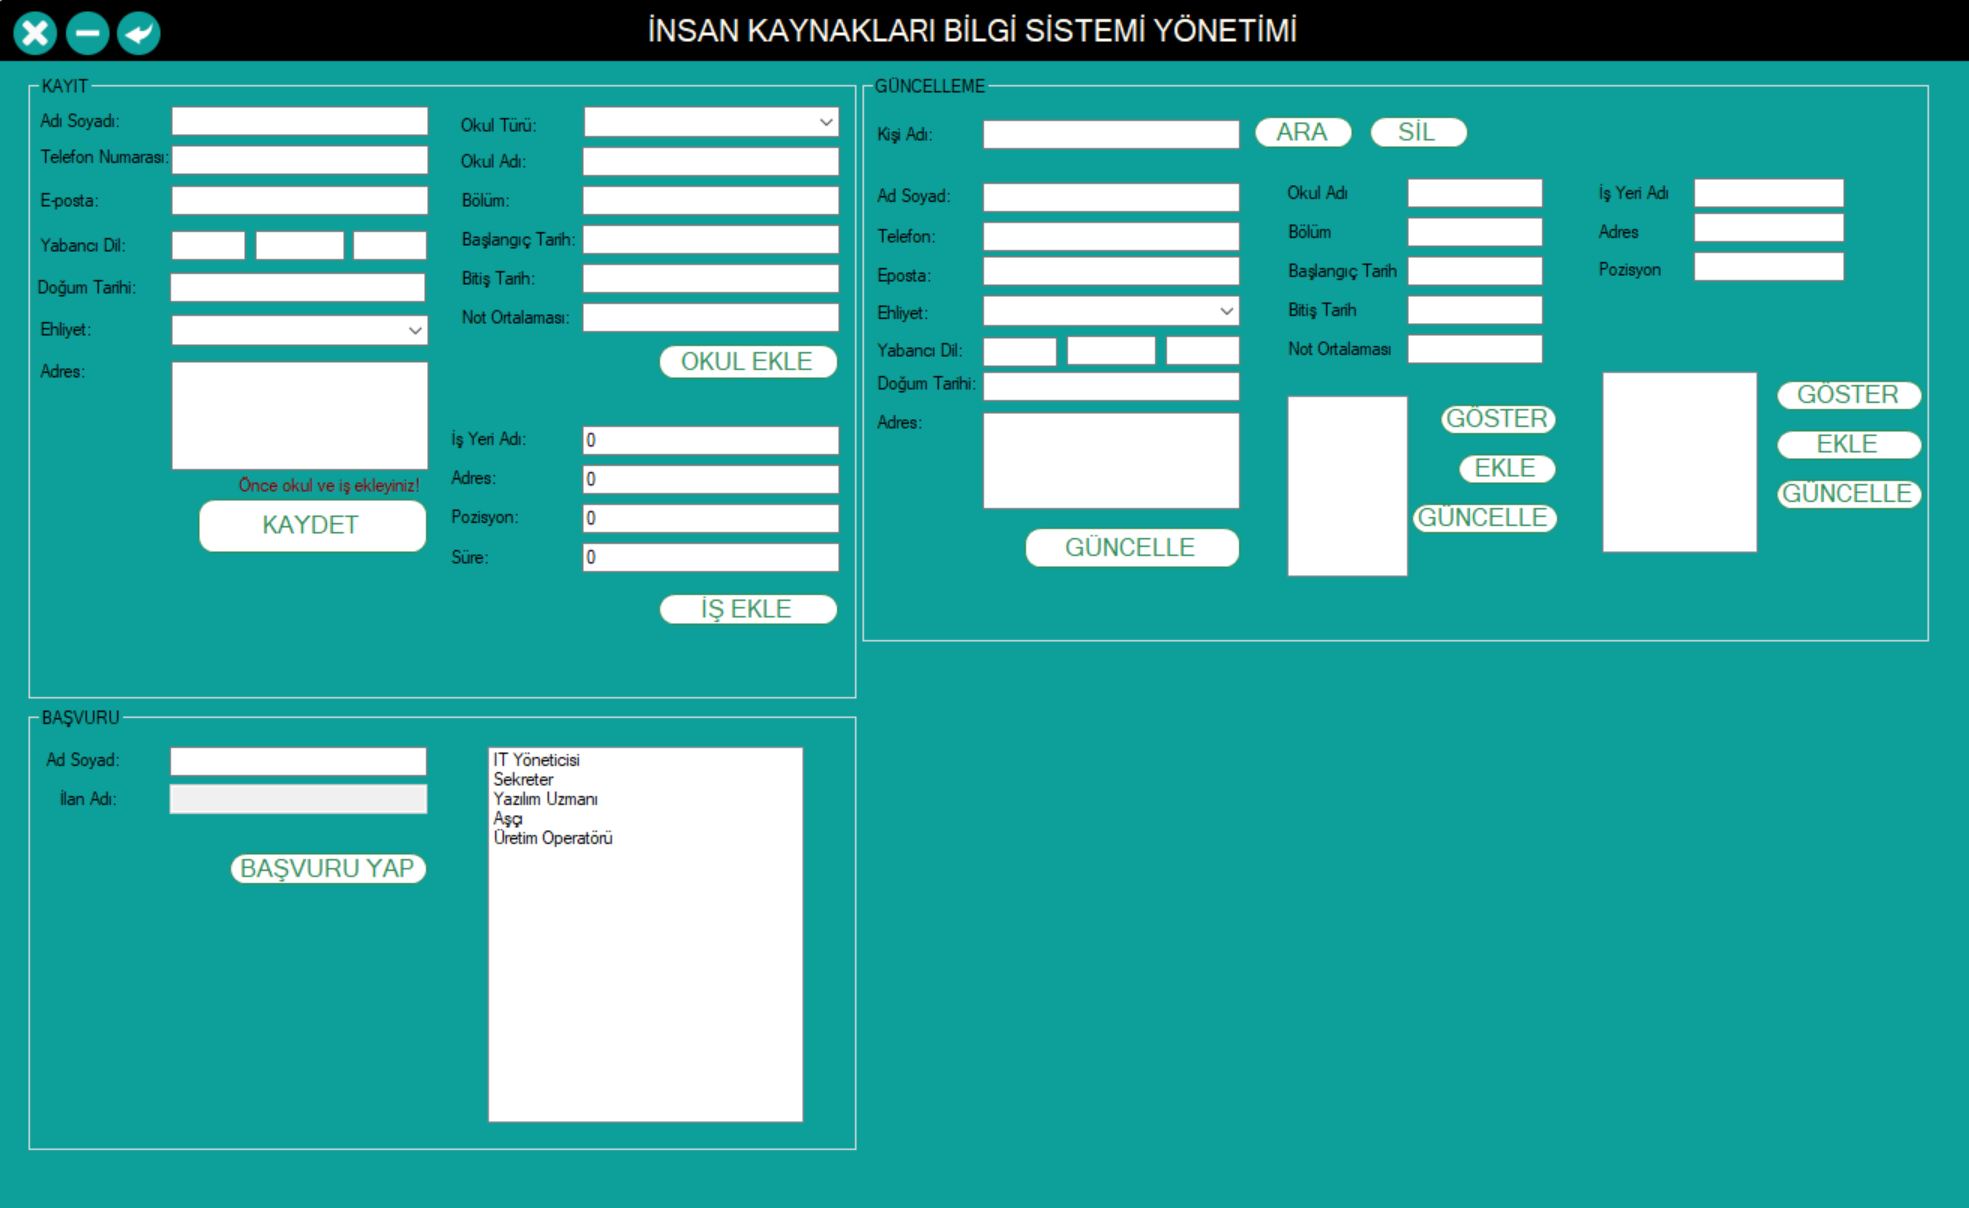 İNSAN KAYNAKLARI BİLGİ SİSTEMİ YÖNETİMİ
KAYIT
Adı Soyadı:
Telefon Numarası:
E-posta:
Yabancı Dil:
Doğum Tarihi:
Ehliyet:
Adres:
Önce okul ve iş ekleyiniz!
KAYDET
Okul Türü:
Okul Adı:
Bölüm:
Başlangıç Tarih:
Bitiş Tarih:
Not Ortalaması:
OKUL EKLE
İş Yeri Adı: 0
Adres: 0
Pozisyon: 0
Süre: 0
İŞ EKLE
GÜNCELLEME
Kişi Adı:
ARA
SİL
Ad Soyad:
Telefon:
Eposta:
Ehliyet:
Yabancı Dil:
Doğum Tarihi:
Adres:
GÜNCELLE
Okul Adı
Bölüm
Başlangıç Tarih
Bitiş Tarih
Not Ortalaması
GÖSTER
EKLE
GÜNCELLE
İş Yeri Adı
Adres
Pozisyon
GÖSTER
EKLE
GÜNCELLE
BAŞVURU
Ad Soyad:
İlan Adı:
BAŞVURU YAP
IT Yöneticisi
Sekreter
Yazılım Uzmanı
Aşçı
Üretim Operatörü